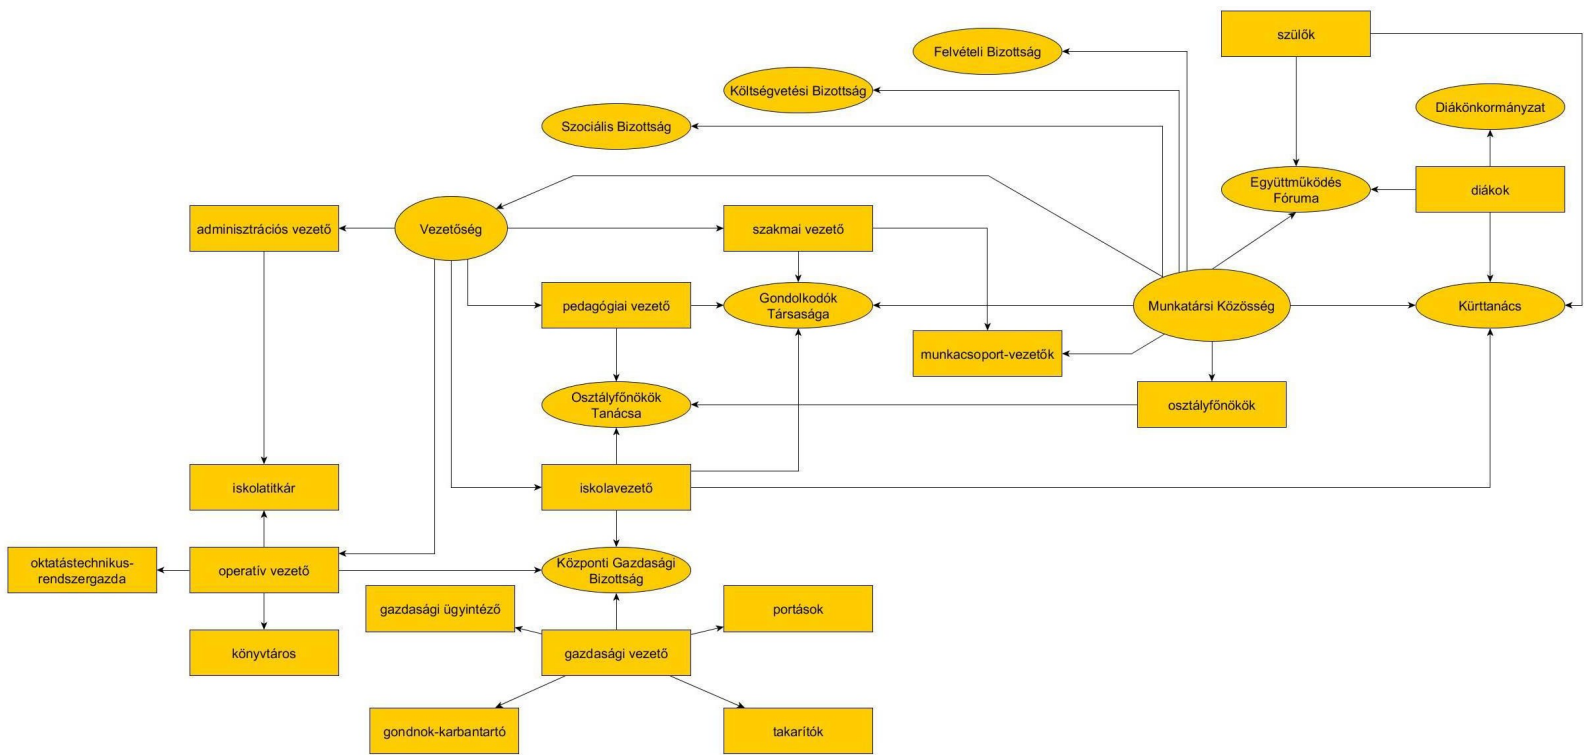 szülők
Felvételi Bizottság
Költségvetési Bizottság
Diákönkormányzat
Szociális Bizottság
Együttműködés
Fóruma
diákok
adminisztrációs vezető
Vezetőség
szakmai vezető
pedagógiai vezető
Gondolkodók
Társasága
Munkatársi Közösség
Kürttanács
munkacsoport-vezetők
Osztályfőnökök
Tanácsa
osztályfőnökök
iskolatitkár
iskolavezető
oktatástechnikus-
rendszergazda
operatív vezető
Központi Gazdasági
Bizottság
gazdasági ügyintéző
portások
könyvtáros
gazdasági vezető
gondnok-karbantartó
takarítók